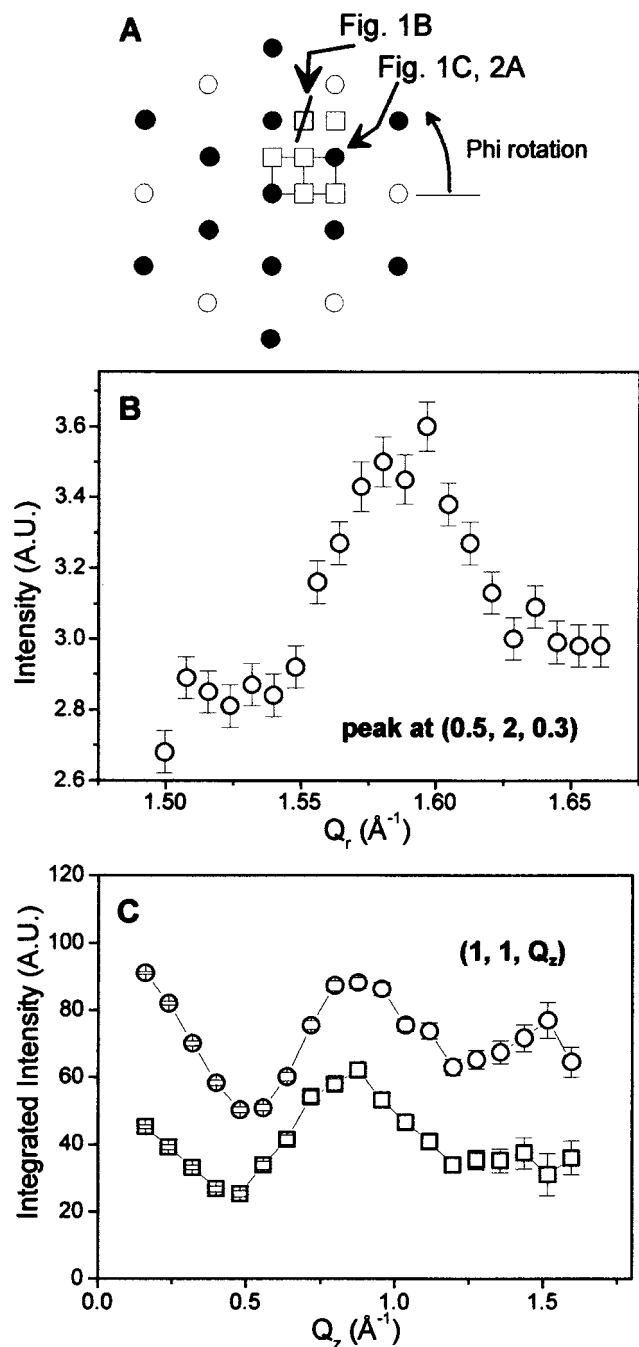 A
Fig. 1B
Fig. 1C, 2A
Phi rotation
B
3.6
3.4
3.2
3.0
2.8
2.6
Intensity (A.U.)
peak at (0.5, 2, 0.3)
1.50
1.55
1.60
1.65
Qr (Å-1)
C
120
100
80
60
40
20
0
Integrated Intensity (A.U.)
(1, 1, Qz)
0.0
0.5
1.0
1.5
Qz (Å-1)